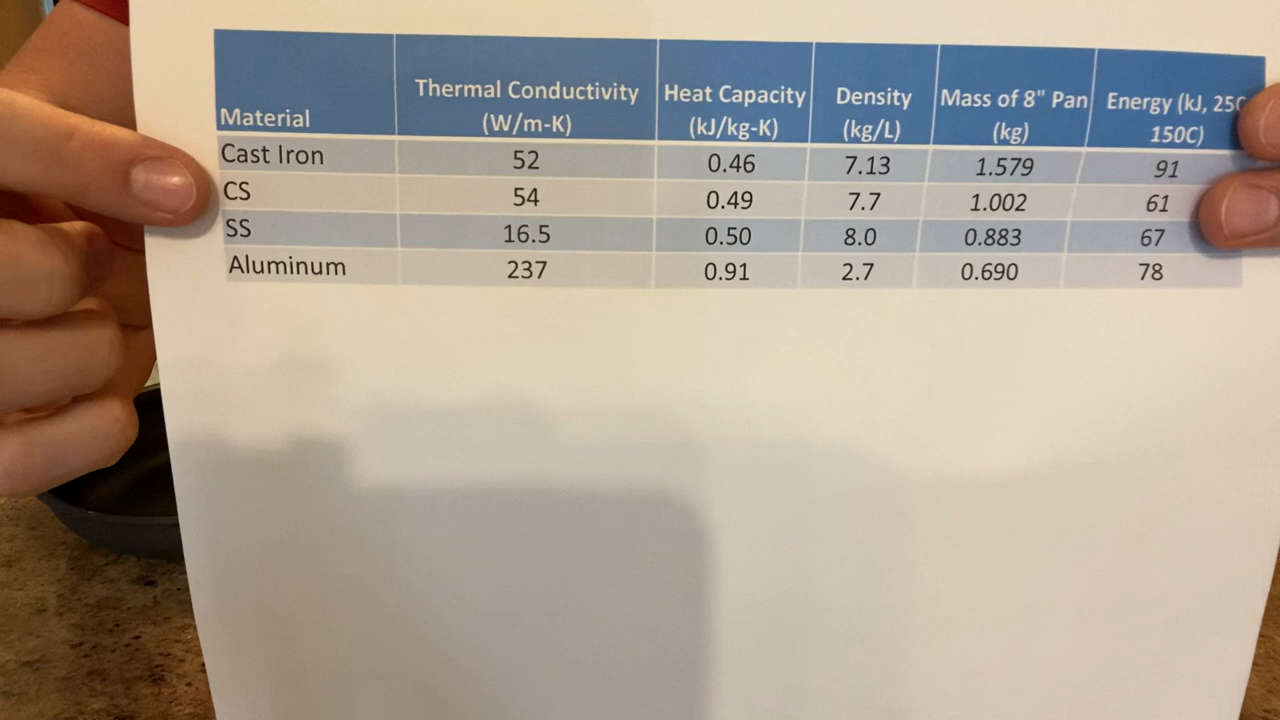 Material Thermal Conductivity (W/m-K) Heat Capacity (kJ/kg-K) Density (kg/L) Mass of 8" Pan (kg) Energy (kJ, 25C 150C)
Cast Iron 52 0.46 7.13 1.579 91
CS 54 0.49 7.7 1.002 61
SS 16.5 0.50 8.0 0.883 67
Aluminum 237 0.91 2.7 0.690 78